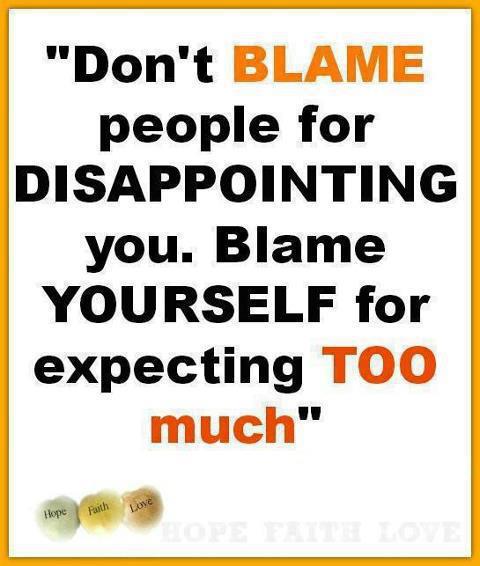 "Don't BLAME
people for
DISAPPOINTING
you. Blame
YOURSELF for
expecting TOO
much"
Hope Faith Love
HOPE FAITH LOVE